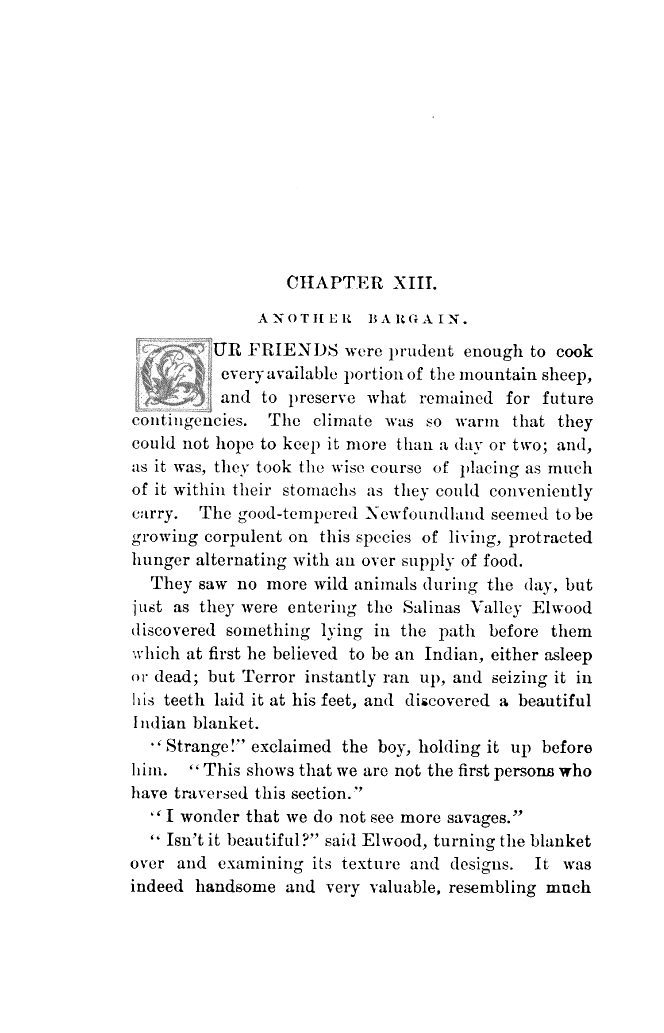 CHAPTER XIII.
ANOTHER BARGAIN.
OUR FRIENDS were prudent enough to cook
every available portion of the mountain sheep,
and to preserve what remained for future
contingencies. The climate was so warm that they
could not hope to keep it more than a day or two; and,
as it was, they took the wise course of placing as much
of it within their stomachs as they could conveniently
carry. The good-tempered Newfoundland seemed to be
growing corpulent on this species of living, protracted
hunger alternating with an over supply of food.
They saw no more wild animals during the day, but
just as they were entering the Salinas Valley Elwood
discovered something lying in the path before them
which at first he believed to be an Indian, either asleep
or dead; but Terror instantly ran up, and seizing it in
his teeth laid it at his feet, and discovered a beautiful
Indian blanket.
"Strange!" exclaimed the boy, holding it up before
him. "This shows that we are not the first persons who
have traversed this section."
"I wonder that we do not see more savages."
"Isn't it beautiful?" said Elwood, turning the blanket
over and examining its texture and designs. It was
indeed handsome and very valuable, resembling much